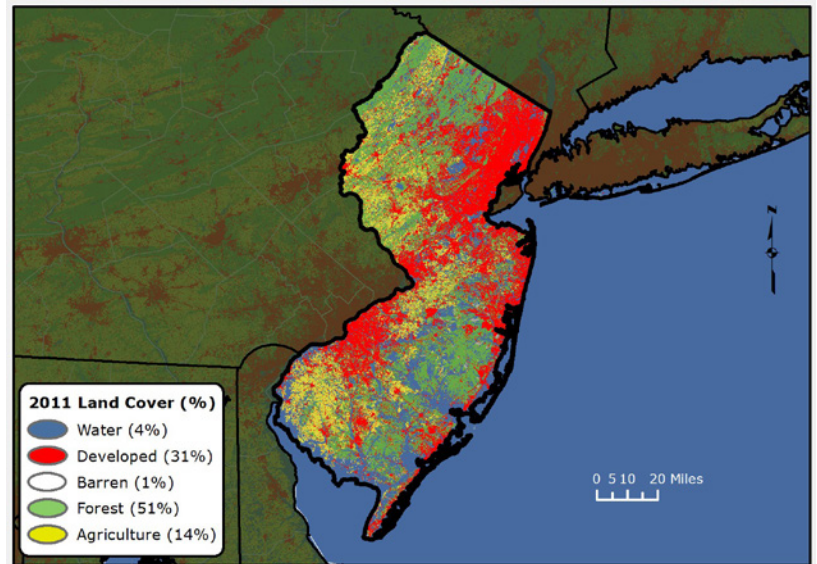 N
2011 Land Cover (%)
Water (4%)
Developed (31%)
Barren (1%)
Forest (51%)
Agriculture (14%)
0 5 10 20 Miles